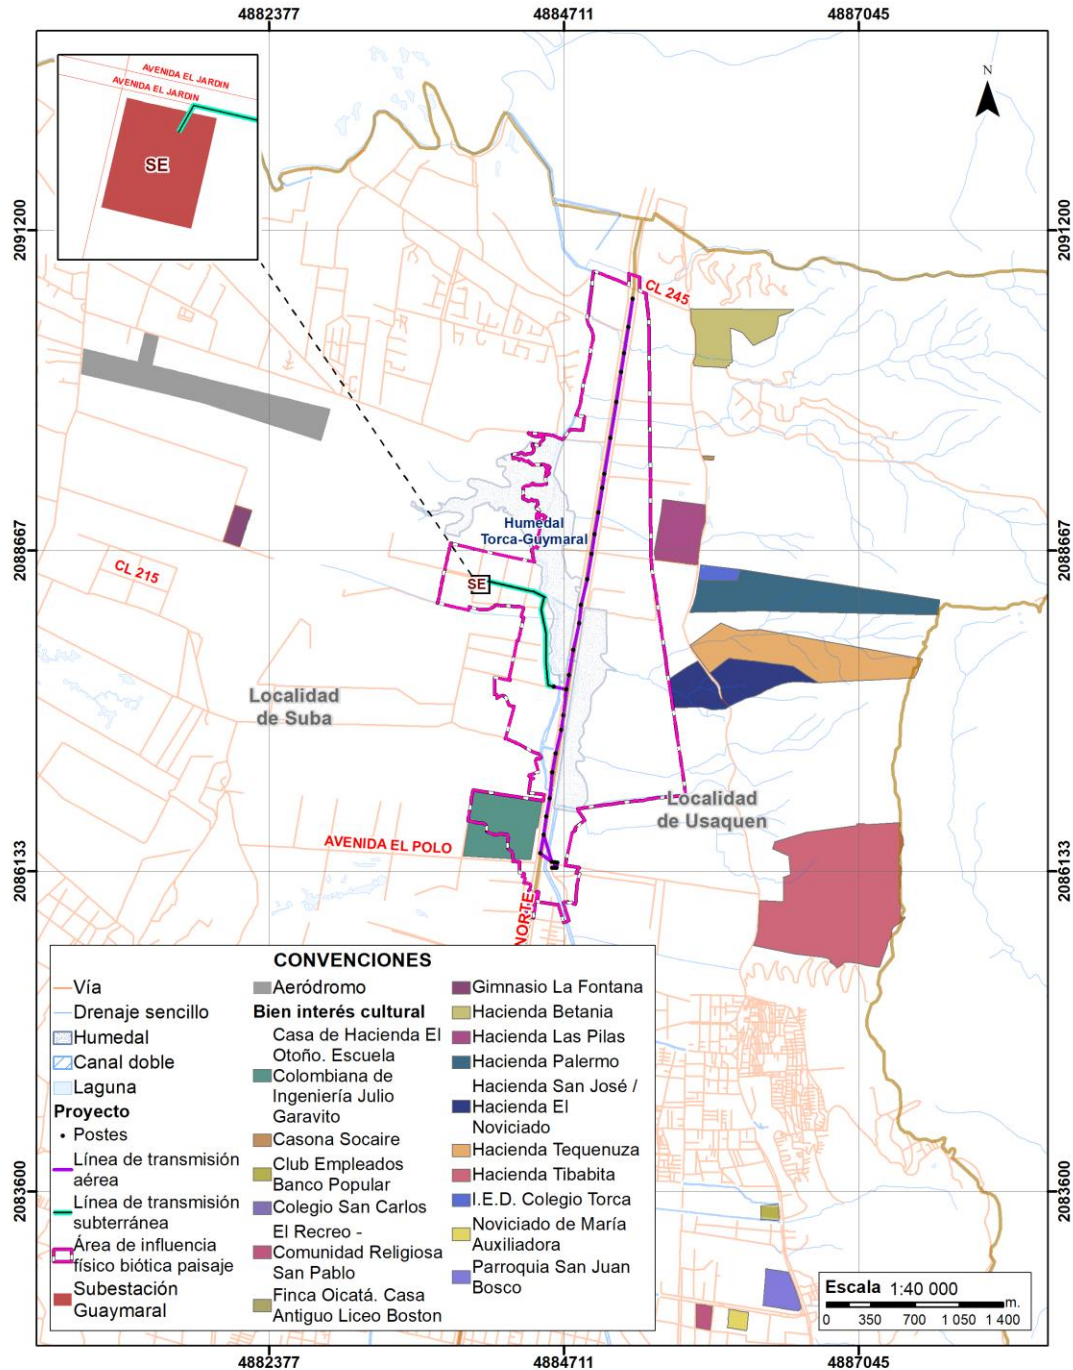 4882377
4884711
4887045
2091200
2091200
AVENIDA EL JARDIN
AVENIDA EL JARDIN
SE
N
CL 245
2088667
2088667
Humedal
Torca-Guymaral
CL 215
SE
Localidad
de Suba
Localidad
de Usaquen
AVENIDA EL POLO
2086133
2086133
NORTE
CONVENCIONES
Vía
Drenaje sencillo
Humedal
Canal doble
Laguna
Proyecto
Postes
Línea de transmisión
aérea
Línea de transmisión
subterránea
Área de influencia
físico biótica paisaje
Subestación
Guaymaral
Aeródromo
Bien interés cultural
Casa de Hacienda El
Otoño. Escuela
Colombiana de
Ingeniería Julio
Garavito
Casona Socaire
Club Empleados
Banco Popular
Colegio San Carlos
El Recreo -
Comunidad Religiosa
San Pablo
Finca Oicatá. Casa
Antiguo Liceo Boston
Gimnasio La Fontana
Hacienda Betania
Hacienda Las Pilas
Hacienda Palermo
Hacienda San José /
Hacienda El
Noviciado
Hacienda Tequenuza
Hacienda Tibabita
I.E.D. Colegio Torca
Noviciado de María
Auxiliadora
Parroquia San Juan
Bosco
2083600
2083600
Escala 1:40 000
m.
0 350 700 1 050 1 400
4882377
4884711
4887045